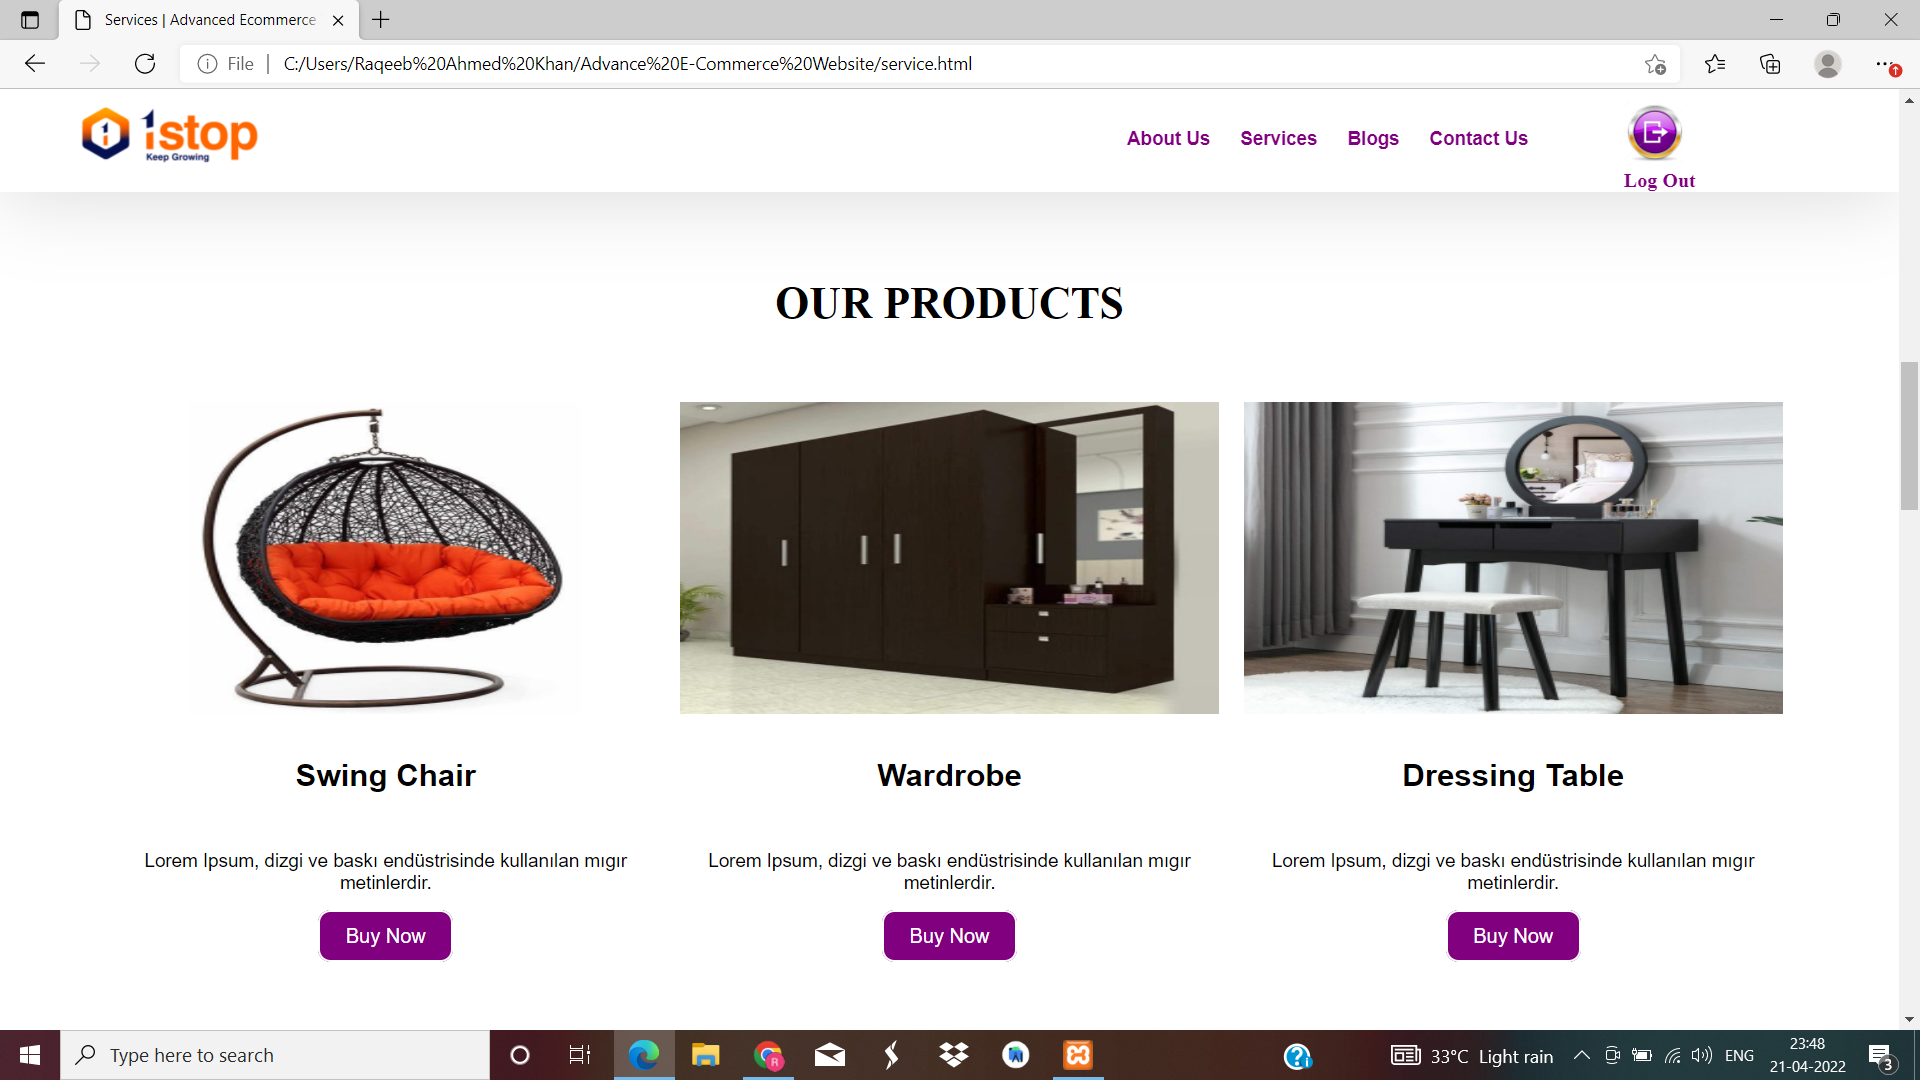 Services | Advanced Ecommerce
File
C:/Users/Raqeeb%20Ahmed%20Khan/Advance%20E-Commerce%20Website/service.html
1stop
Keep Growing
About Us
Services
Blogs
Contact Us
Log Out
OUR PRODUCTS
Swing Chair
Wardrobe
Dressing Table
Lorem Ipsum, dizgi ve baskı endüstrisinde kullanılan mıgır
metinlerdir.
Lorem Ipsum, dizgi ve baskı endüstrisinde kullanılan mıgır
metinlerdir.
Lorem Ipsum, dizgi ve baskı endüstrisinde kullanılan mıgır
metinlerdir.
Buy Now
Buy Now
Buy Now
Type here to search
R
33°C Light rain
ENG
23:48
21-04-2022
3